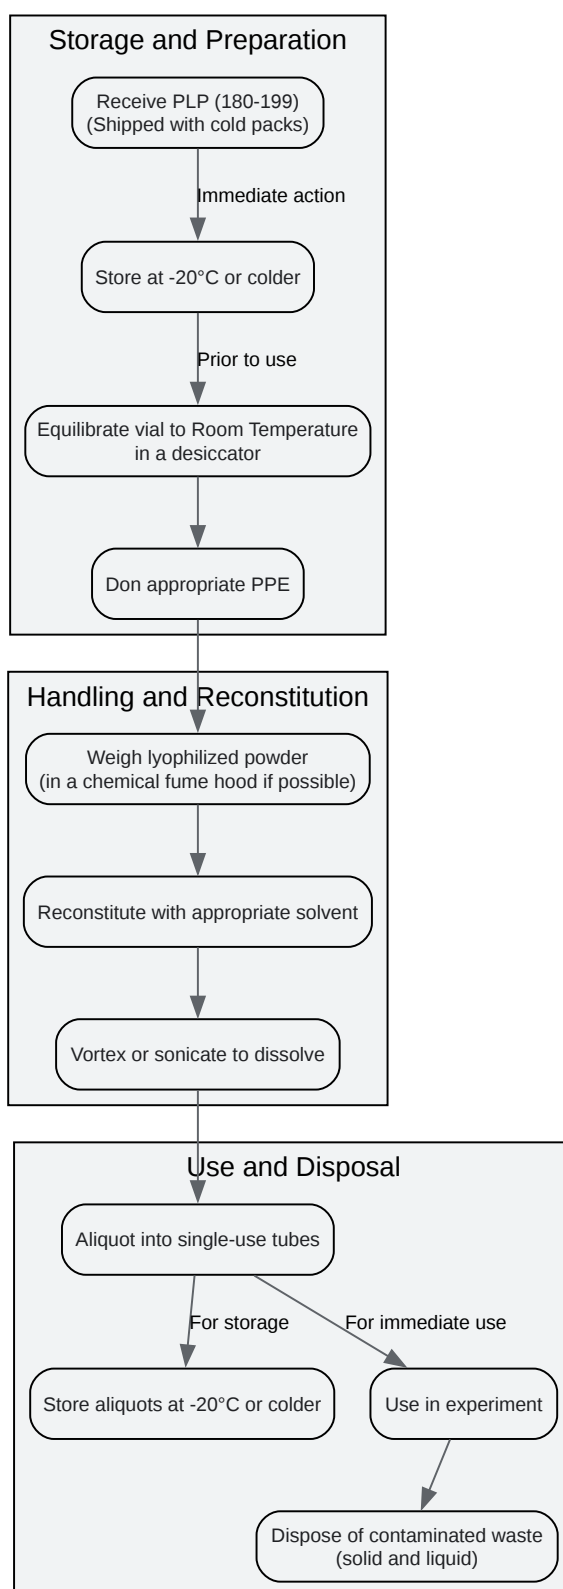 Storage and Preparation
Receive PLP (180-199)
(Shipped with cold packs)
Immediate action
Store at -20°C or colder
Prior to use
Equilibrate vial to Room Temperature
in a desiccator
Don appropriate PPE
Handling and Reconstitution
Weigh lyophilized powder
(in a chemical fume hood if possible)
Reconstitute with appropriate solvent
Vortex or sonicate to dissolve
Use and Disposal
Aliquot into single-use tubes
For storage
For immediate use
Store aliquots at -20°C or colder
Use in experiment
Dispose of contaminated waste
(solid and liquid)